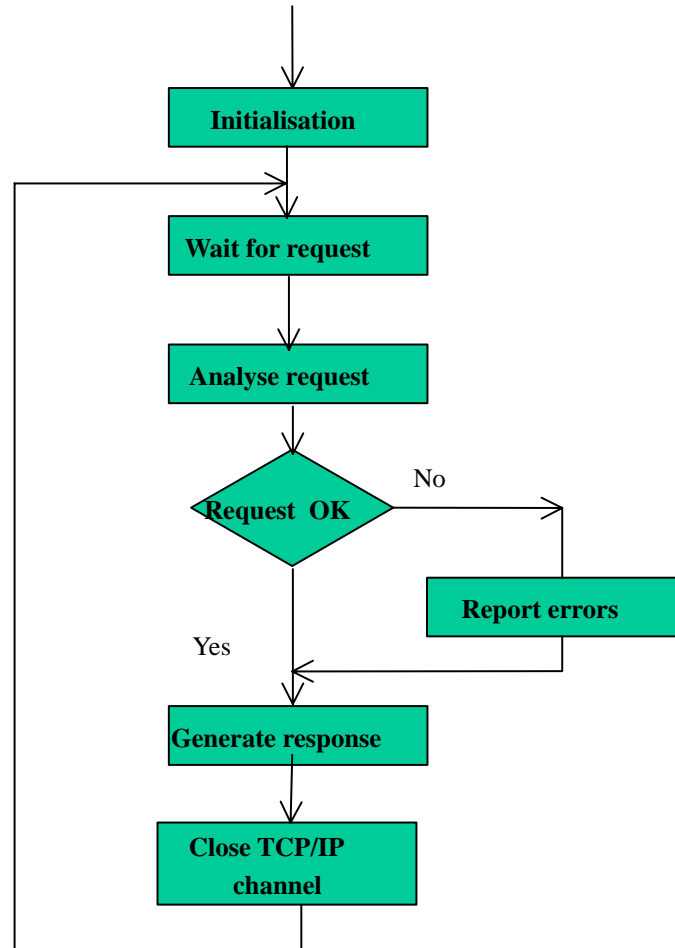 Initialisation
Wait for request
Analyse request
No
Request OK
Report errors
Yes
Generate response
Close TCP/IP
channel